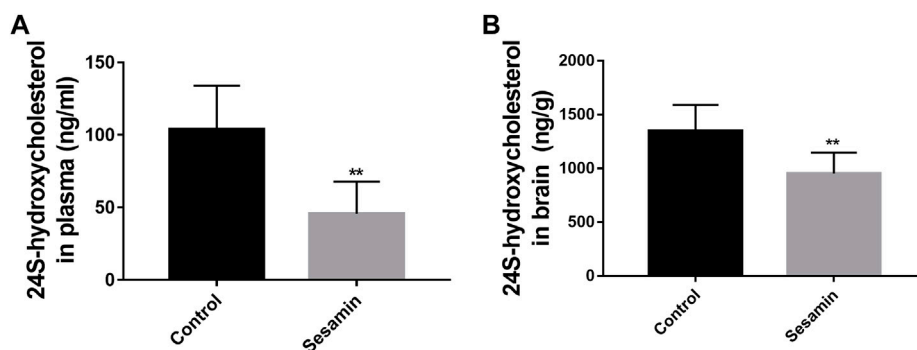 A
24S-hydroxycholesterol
in plasma (ng/ml)
150
100
50
0
**
Control
Sesamin
B
24S-hydroxycholesterol
in brain (ng/g)
2000
1500
1000
500
0
**
Control
Sesamin